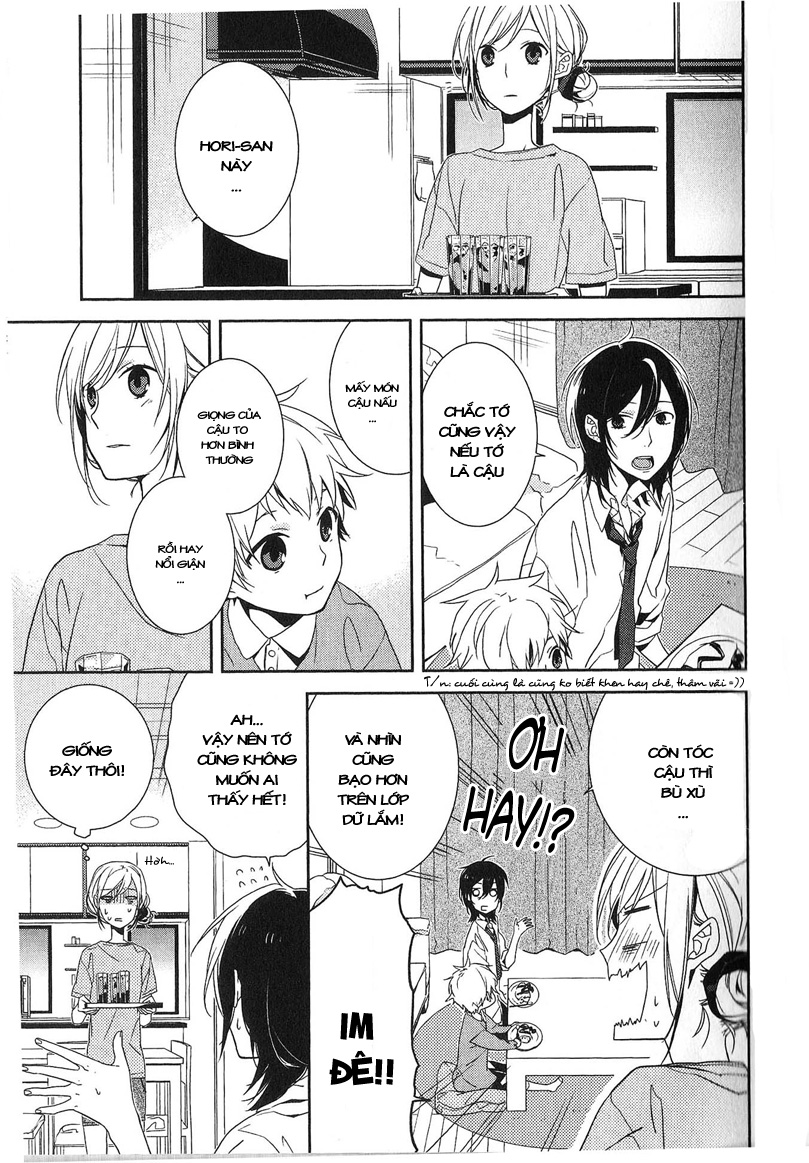 HORI-SAN
NÀY
...
CHẮC TỚ
CŨNG VẬY
NẾU TỚ
LÀ CẬU
MẤY MÓN
CẬU NẤU
...
GIỌNG CỦA
CẬU TO
HƠN BÌNH
THƯỜNG
RỒI HAY
NỔI GIẬN
...
T/n: cuối cùng là cũng ko biết khen hay chê, thâm vãi =))
CÒN TÓC
CẬU THÌ
BÙ XÙ
...
OH
HAY!?
VÀ NHÌN
CŨNG
BẠO HƠN
TRÊN LỚP
DỮ LẮM!
IM
ĐÊ!!
AH...
VẬY NÊN TỚ
CŨNG KHÔNG
MUỐN AI
THẤY HẾT!
GIỐNG
ĐÂY THÔI!
Hờh...